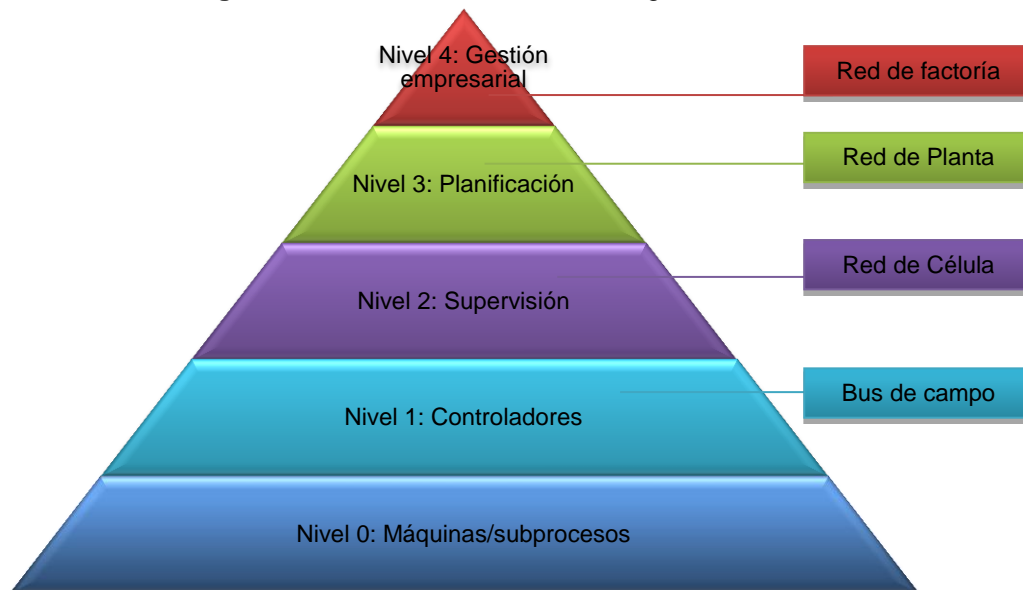 Nivel 4: Gestión
empresarial
Red de factoría
Red de Planta
Nivel 3: Planificación
Red de Célula
Nivel 2: Supervisión
Bus de campo
Nivel 1: Controladores
Nivel 0: Máquinas/subprocesos